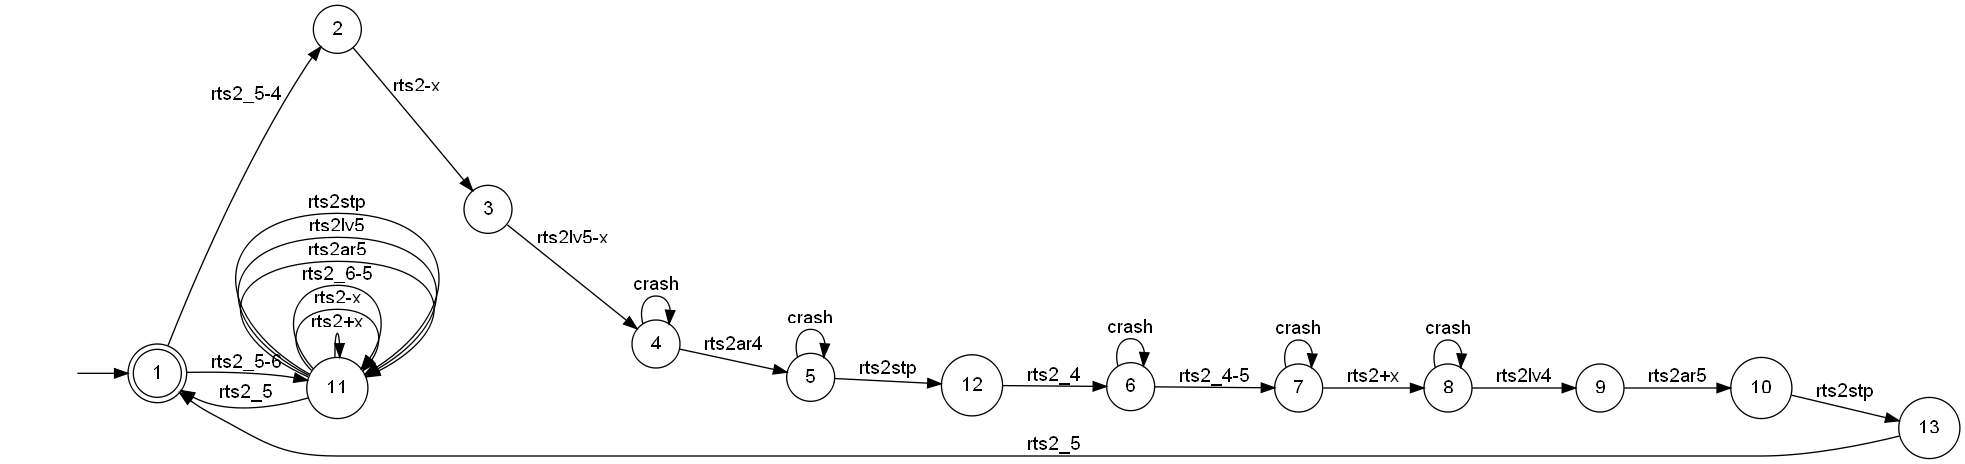 2
rts2_5-4
rts2-x
rts2stp
3
rts2lv5
rts2lv5-x
rts2ar5
rts2_6-5
crash
rts2-x
crash
rts2+x
crash
crash
crash
4
rts2ar4
1
rts2_5-6
11
rts2_5
5
rts2stp
12
rts2_4
6
rts2_4-5
7
rts2+x
8
rts2lv4
9
rts2ar5
10
rts2stp
13
rts2_5